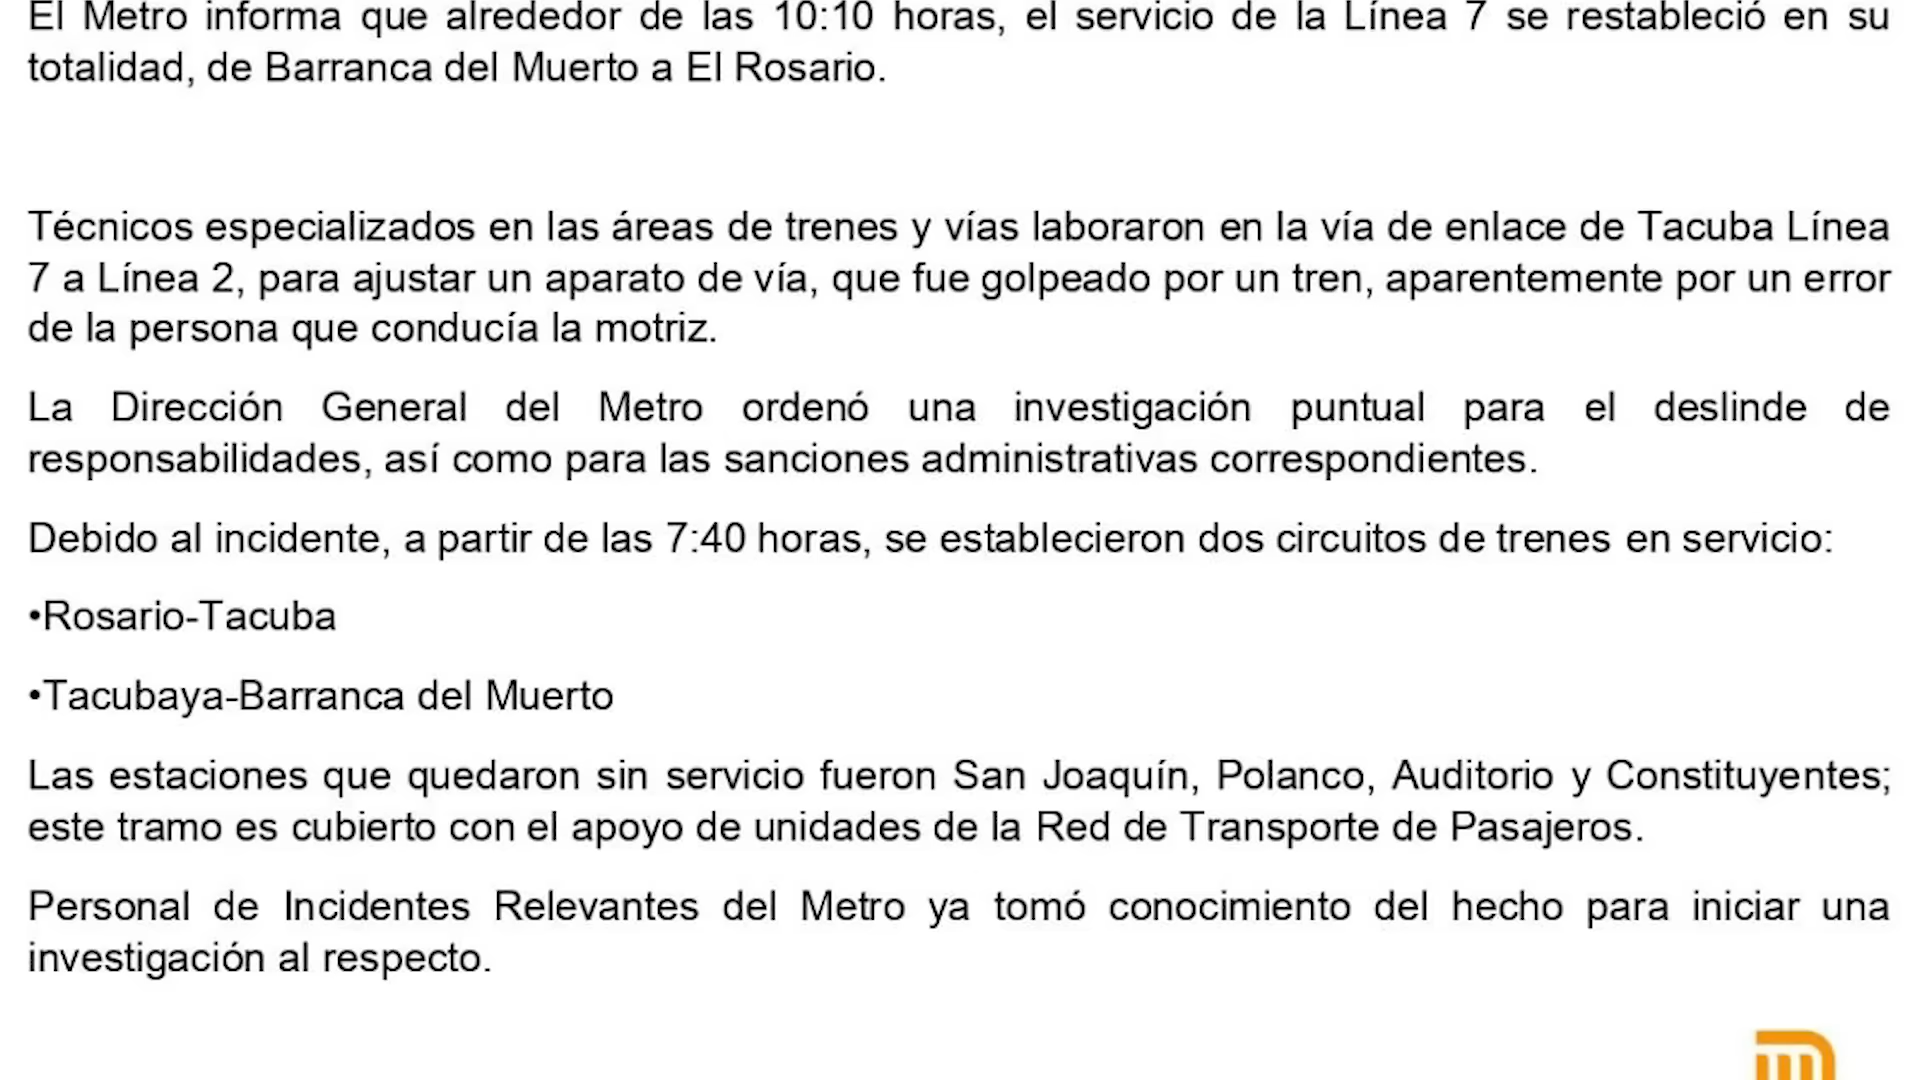 El Metro informa que alrededor de las 10:10 horas, el servicio de la Línea 7 se restableció en su
totalidad, de Barranca del Muerto a El Rosario.
Técnicos especializados en las áreas de trenes y vías laboraron en la vía de enlace de Tacuba Línea
7 a Línea 2, para ajustar un aparato de vía, que fue golpeado por un tren, aparentemente por un error
de la persona que conducía la motriz.
La Dirección General del Metro ordenó una investigación puntual para el deslinde de
responsabilidades, así como para las sanciones administrativas correspondientes.
Debido al incidente, a partir de las 7:40 horas, se establecieron dos circuitos de trenes en servicio:
•Rosario-Tacuba
•Tacubaya-Barranca del Muerto
Las estaciones que quedaron sin servicio fueron San Joaquín, Polanco, Auditorio y Constituyentes;
este tramo es cubierto con el apoyo de unidades de la Red de Transporte de Pasajeros.
Personal de Incidentes Relevantes del Metro ya tomó conocimiento del hecho para iniciar una
investigación al respecto.